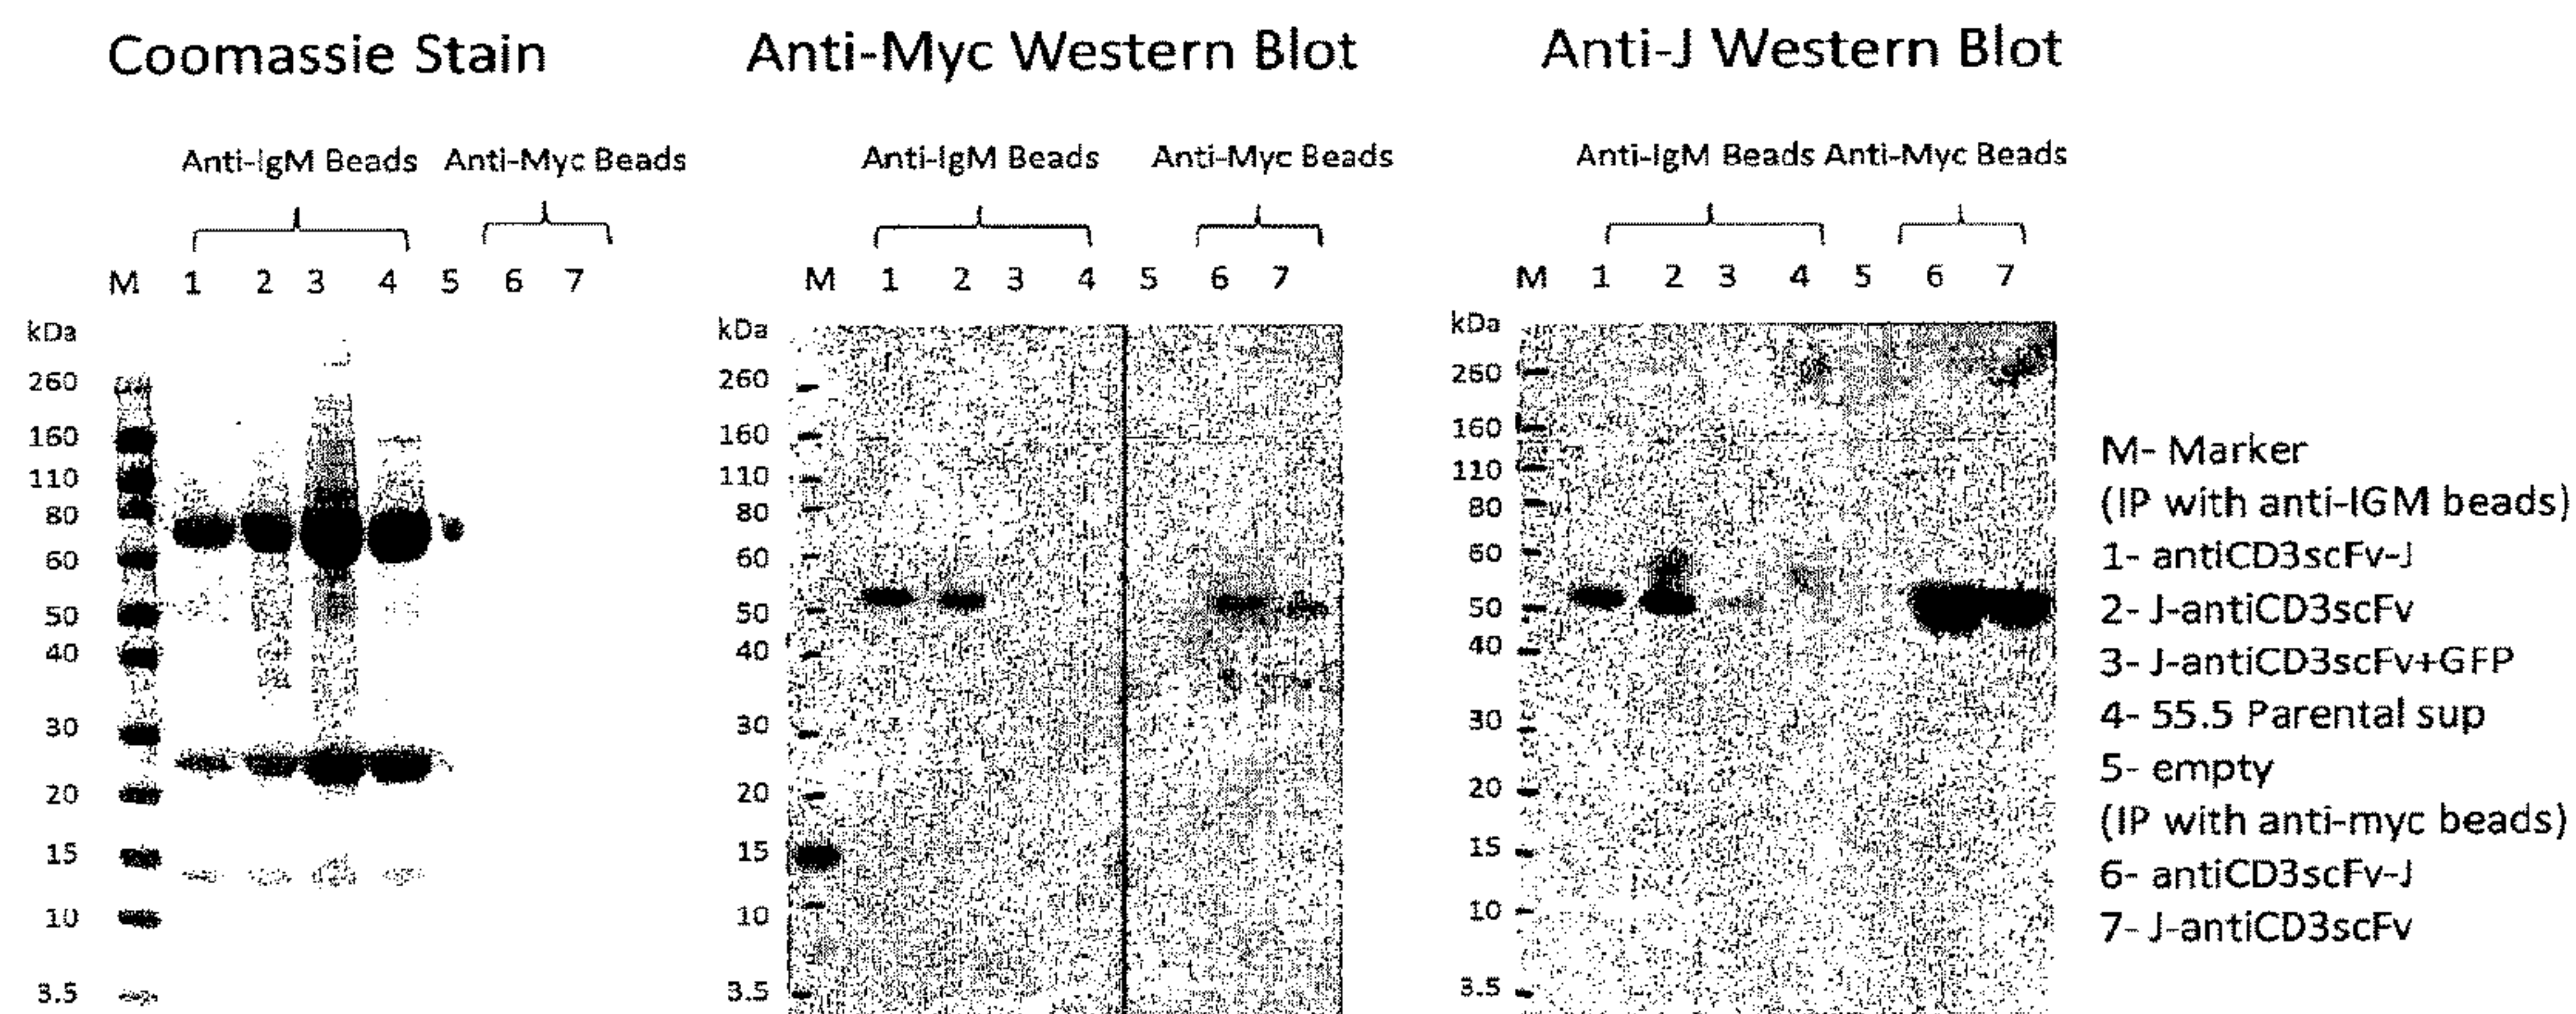 Coomassie Stain
Anti-IgM Beads Anti-Myc Beads
M 1 2 3 4 5 6 7
kDa
260
160
110
80
60
50
40
30
20
15
10
3.5
Anti-Myc Western Blot
Anti-IgM Beads Anti-Myc Beads
M 1 2 3 4 5 6 7
kDa
260
160
110
80
60
50
40
30
20
15
10
3.5
Anti-J Western Blot
Anti-IgM Beads Anti-Myc Beads
M 1 2 3 4 5 6 7
kDa
260
160
110
80
60
50
40
30
20
15
10
3.5
M- Marker
(IP with anti-IGM beads)
1- antiCD3scFv-J
2- J-antiCD3scFv
3- J-antiCD3scFv+GFP
4- 55.5 Parental sup
5- empty
(IP with anti-myc beads)
6- antiCD3scFv-J
7- J-antiCD3scFv